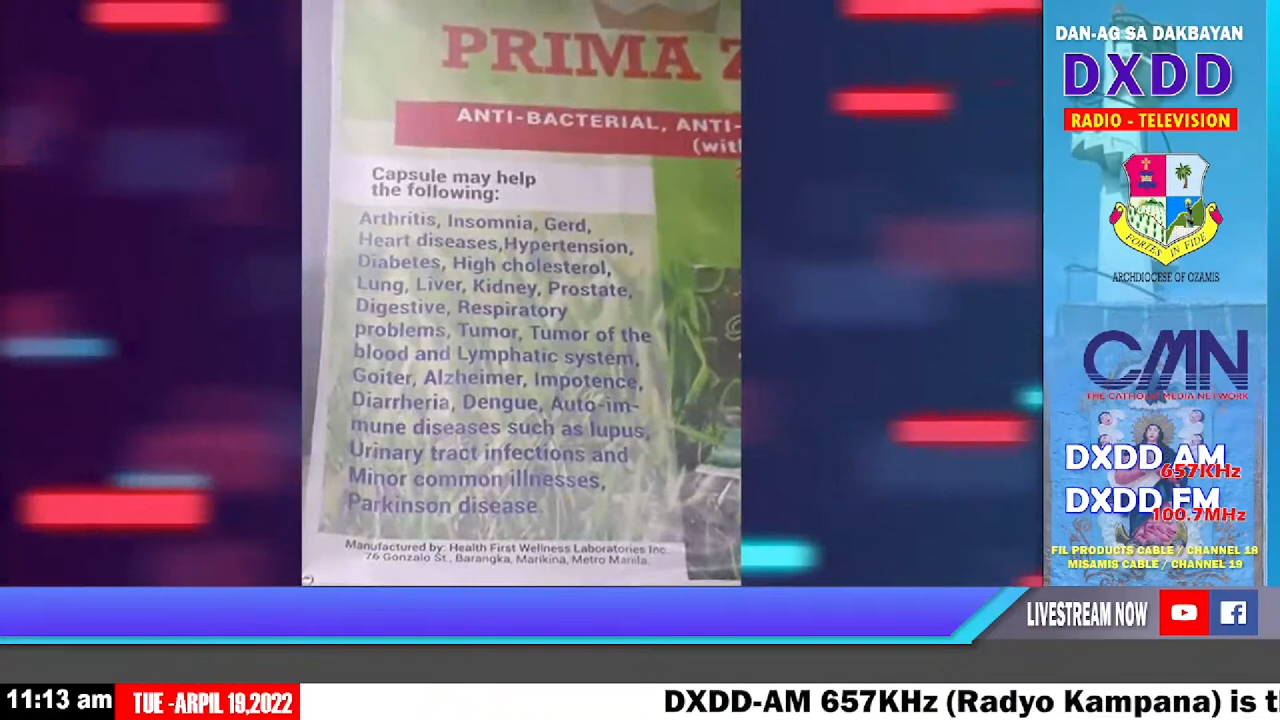 PRIMA
ANTI-BACTERIAL, ANTI-
(with
Capsule may help
the following:
Arthritis, Insomnia, Gerd,
Heart diseases,Hypertension,
Diabetes, High cholesterol,
Lung, Liver, Kidney, Prostate,
Digestive, Respiratory
problems, Tumor, Tumor of the
blood and Lymphatic system,
Goiter, Alzheimer, Impotence,
Diarrheria, Dengue, Auto-im-
mune diseases such as lupus,
Urinary tract infections and
Minor common illnesses,
Parkinson disease.
Manufactured by: Health First Wellness Laboratories Inc.
76 Gonzalo St., Barangka, Marikina, Metro Manila.
DAN-AG SA DAKBAYAN
DXDD
RADIO - TELEVISION
FORTES IN FIDE
ARCHDIOCESE OF OZAMIS
CMN
THE CATHOLIC MEDIA NETWORK
DXDD AM
657KHz
DXDD FM
100.7MHz
FIL PRODUCTS CABLE / CHANNEL 18
MISAMIS CABLE / CHANNEL 19
LIVESTREAM NOW
11:13 am TUE -ARPIL 19,2022 DXDD-AM 657KHz (Radyo Kampana) is t